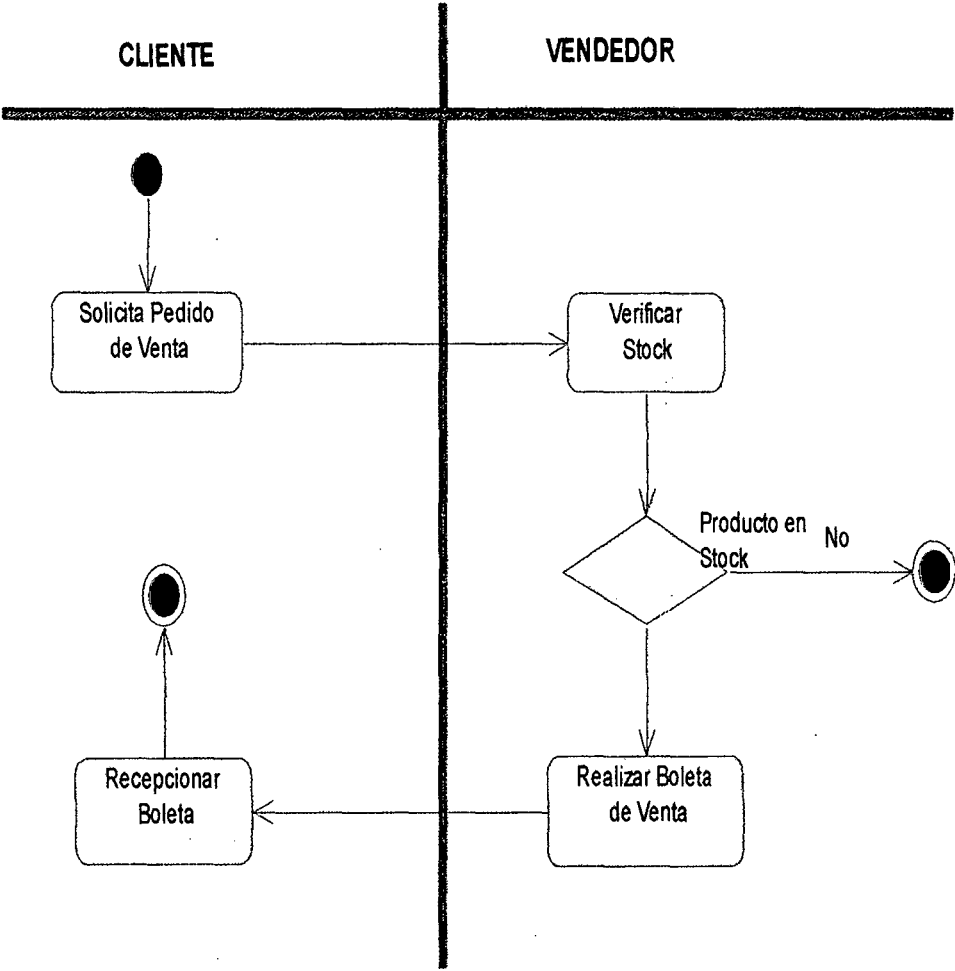 CLIENTE
VENDEDOR
Solicita Pedido
de Venta
Verificar
Stock
Producto en
Stock
No
Recepcionar
Boleta
Realizar Boleta
de Venta